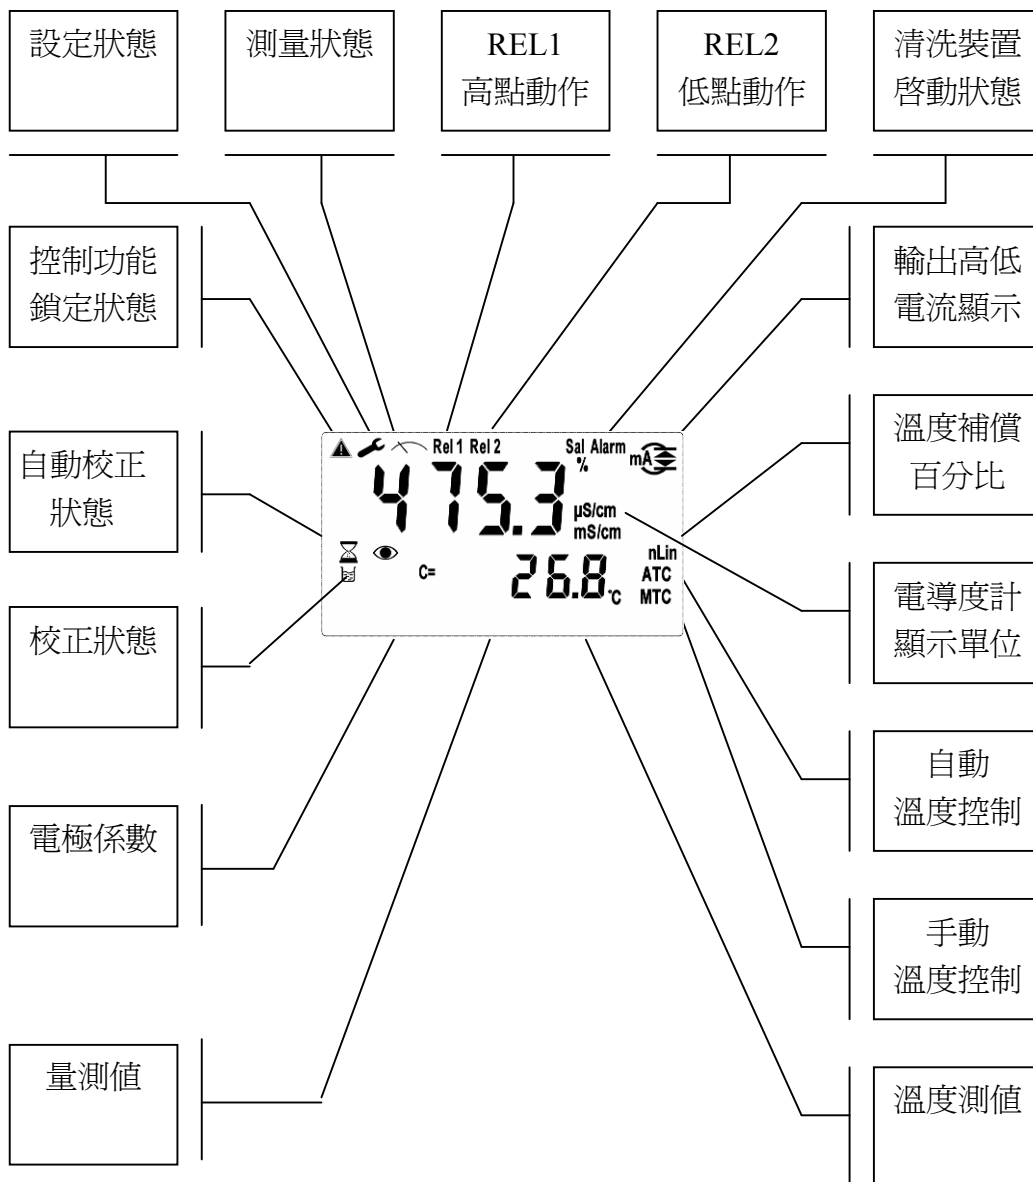 設定狀態
測量狀態
REL1
高點動作
REL2
低點動作
清洗裝置
啓動狀態
控制功能
鎖定狀態
輸出高低
電流顯示
自動校正
狀態
溫度補償
百分比
校正狀態
電導度計
顯示單位
電極係數
自動
溫度控制
手動
溫度控制
量測值
溫度測值
Rel 1 Rel 2
Sal Alarm
%
mA
475.3
µS/cm
mS/cm
C=
26.8
°C
nLin
ATC
MTC